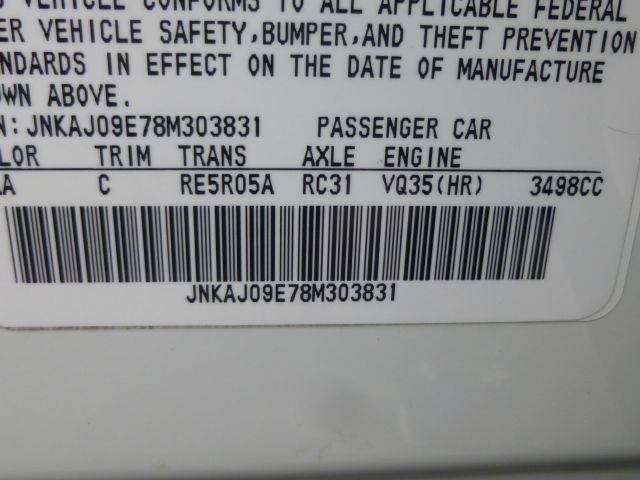 VEHICLE CONFORMS TO ALL APPLICABLE FEDERAL
ER VEHICLE SAFETY,BUMPER,AND THEFT PREVENTION
NDARDS IN EFFECT ON THE DATE OF MANUFACTURE
OWN ABOVE.
N:JNKAJ09E78M303831 PASSENGER CAR
LOR TRIM TRANS AXLE ENGINE
A C RE5R05A RC31 VQ35(HR) 3498CC
JNKAJ09E78M303831